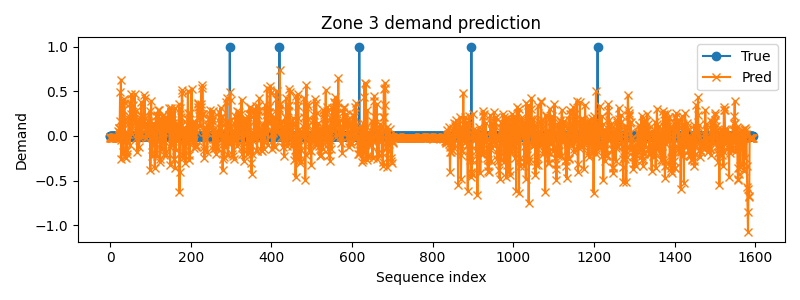 Zone 3 demand prediction
1.0
0.5
0.0
−0.5
−1.0
Demand
True
Pred
0 200 400 600 800 1000 1200 1400 1600
Sequence index